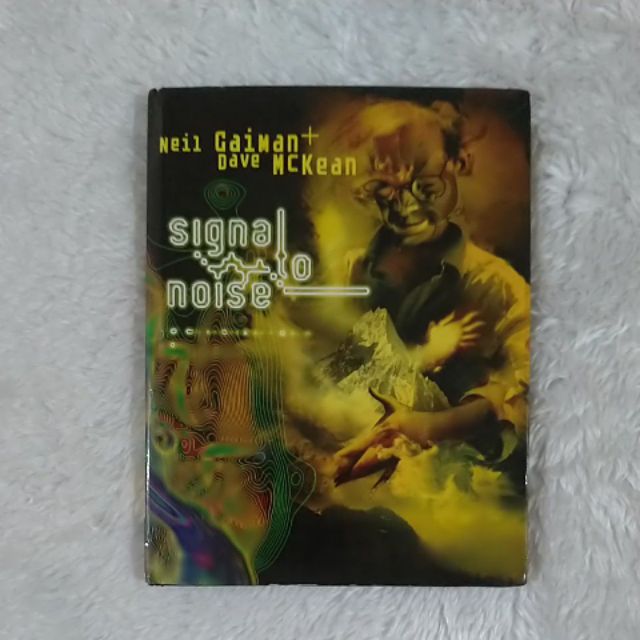 Neil Gaiman+
Dave McKean
signal
to
noise